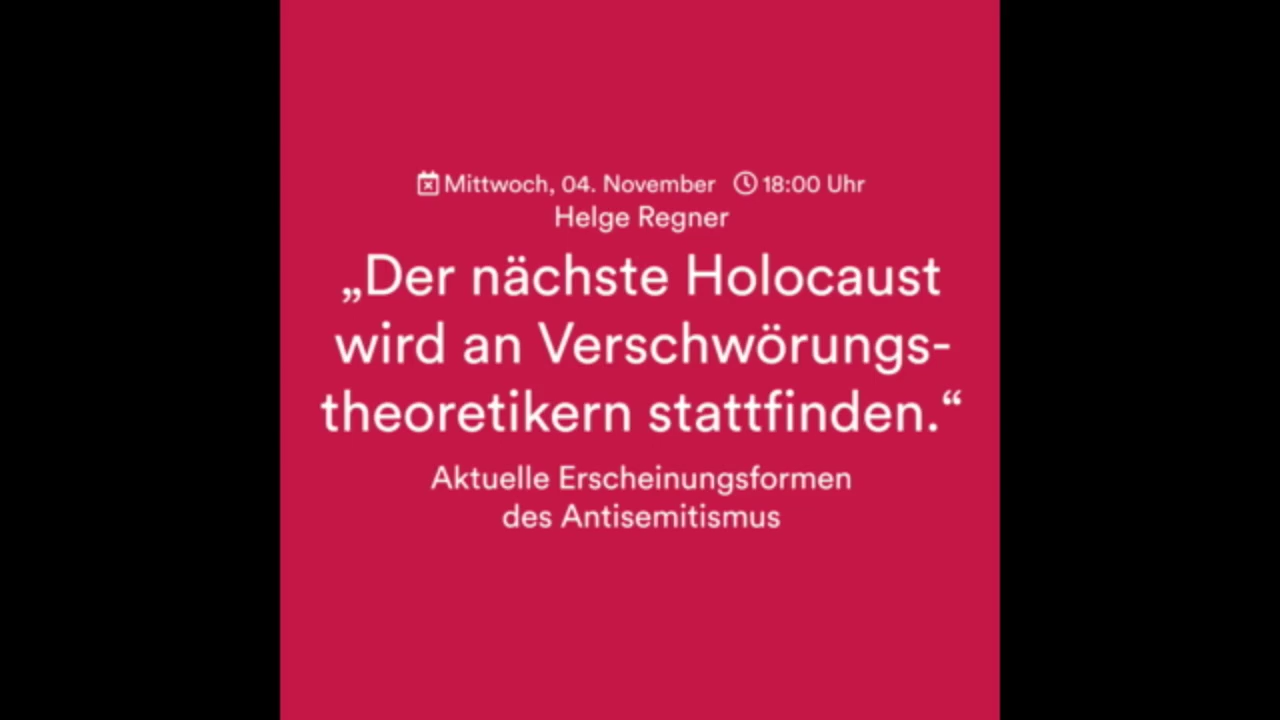 Mittwoch, 04. November 18:00 Uhr
Helge Regner
„Der nächste Holocaust
wird an Verschwörungs-
theoretikern stattfinden.“
Aktuelle Erscheinungsformen
des Antisemitismus